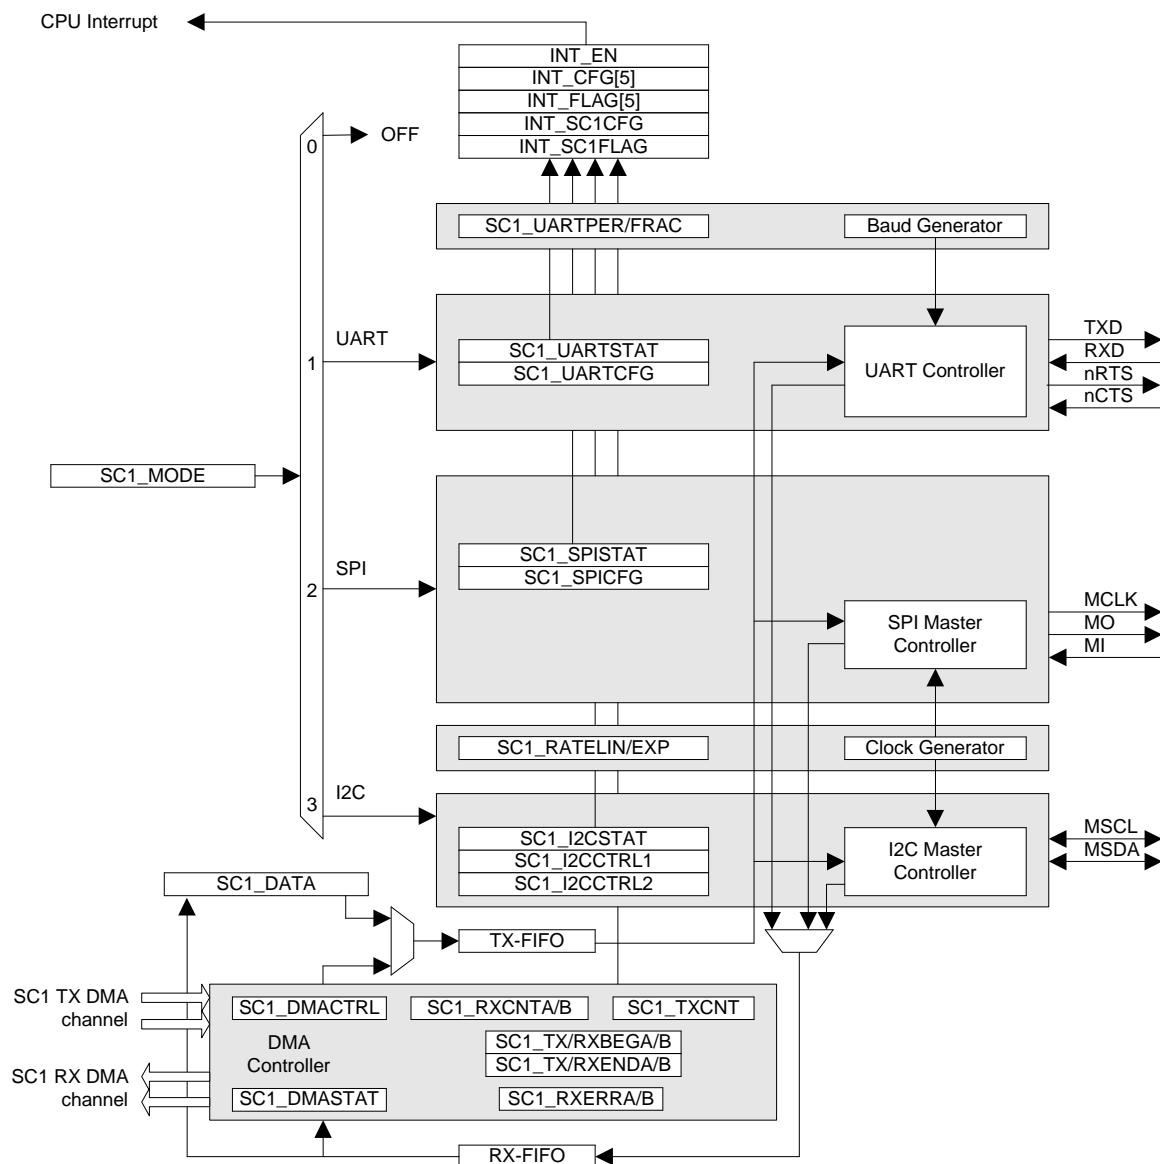 CPU Interrupt
INT_EN
INT_CFG[5]
INT_FLAG[5]
INT_SC1CFG
INT_SC1FLAG
0
OFF
SC1_UARTPER/FRAC
Baud Generator
UART
1
SC1_UARTSTAT
SC1_UARTCFG
UART Controller
TXD
RXD
nRTS
nCTS
SC1_MODE
SPI
2
SC1_SPISTAT
SC1_SPICFG
SPI Master
Controller
MCLK
MO
MI
SC1_RATELIN/EXP
Clock Generator
I2C
3
SC1_I2CSTAT
SC1_I2CCTRL1
SC1_I2CCTRL2
I2C Master
Controller
MSCL
MSDA
SC1_DATA
TX-FIFO
SC1 TX DMA
channel
SC1_DMACTRL
SC1_RXCNTA/B
SC1_TXCNT
DMA
Controller
SC1_TX/RXBEGA/B
SC1_TX/RXENDA/B
SC1 RX DMA
channel
SC1_DMASTAT
SC1_RXERRA/B
RX-FIFO